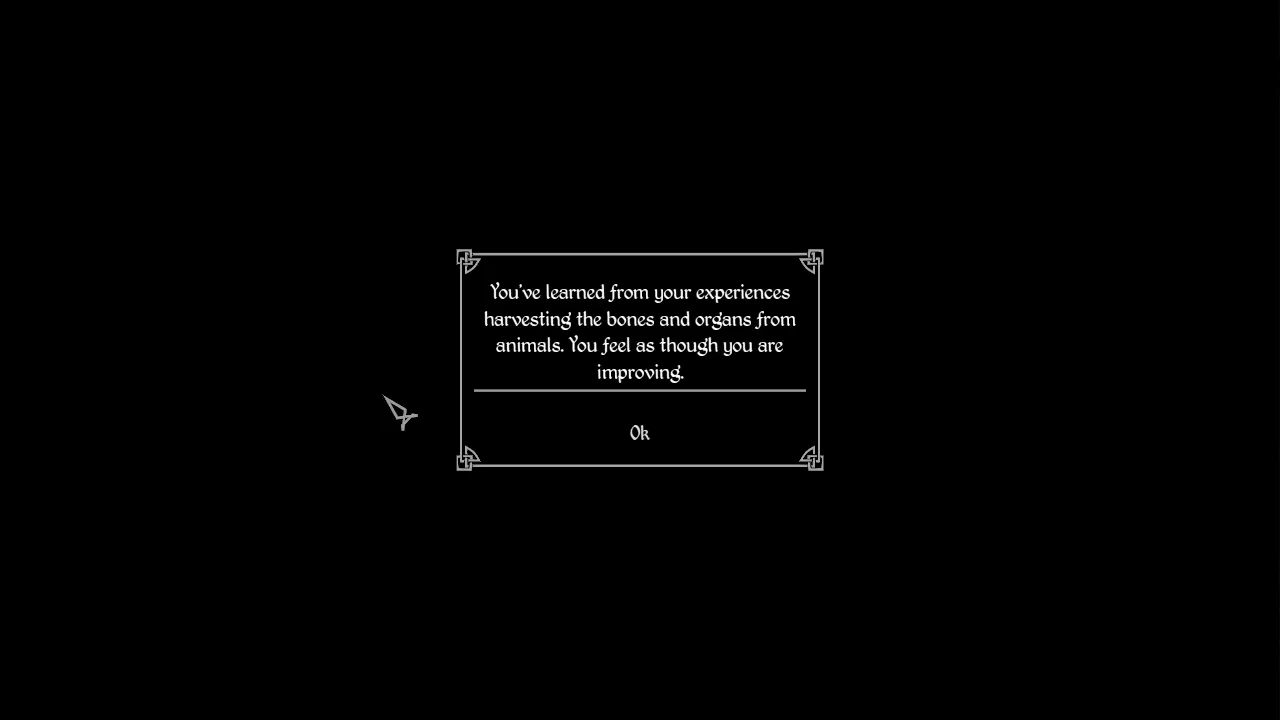 You've learned from your experiences
harvesting the bones and organs from
animals. You feel as though you are
improving.
Ok